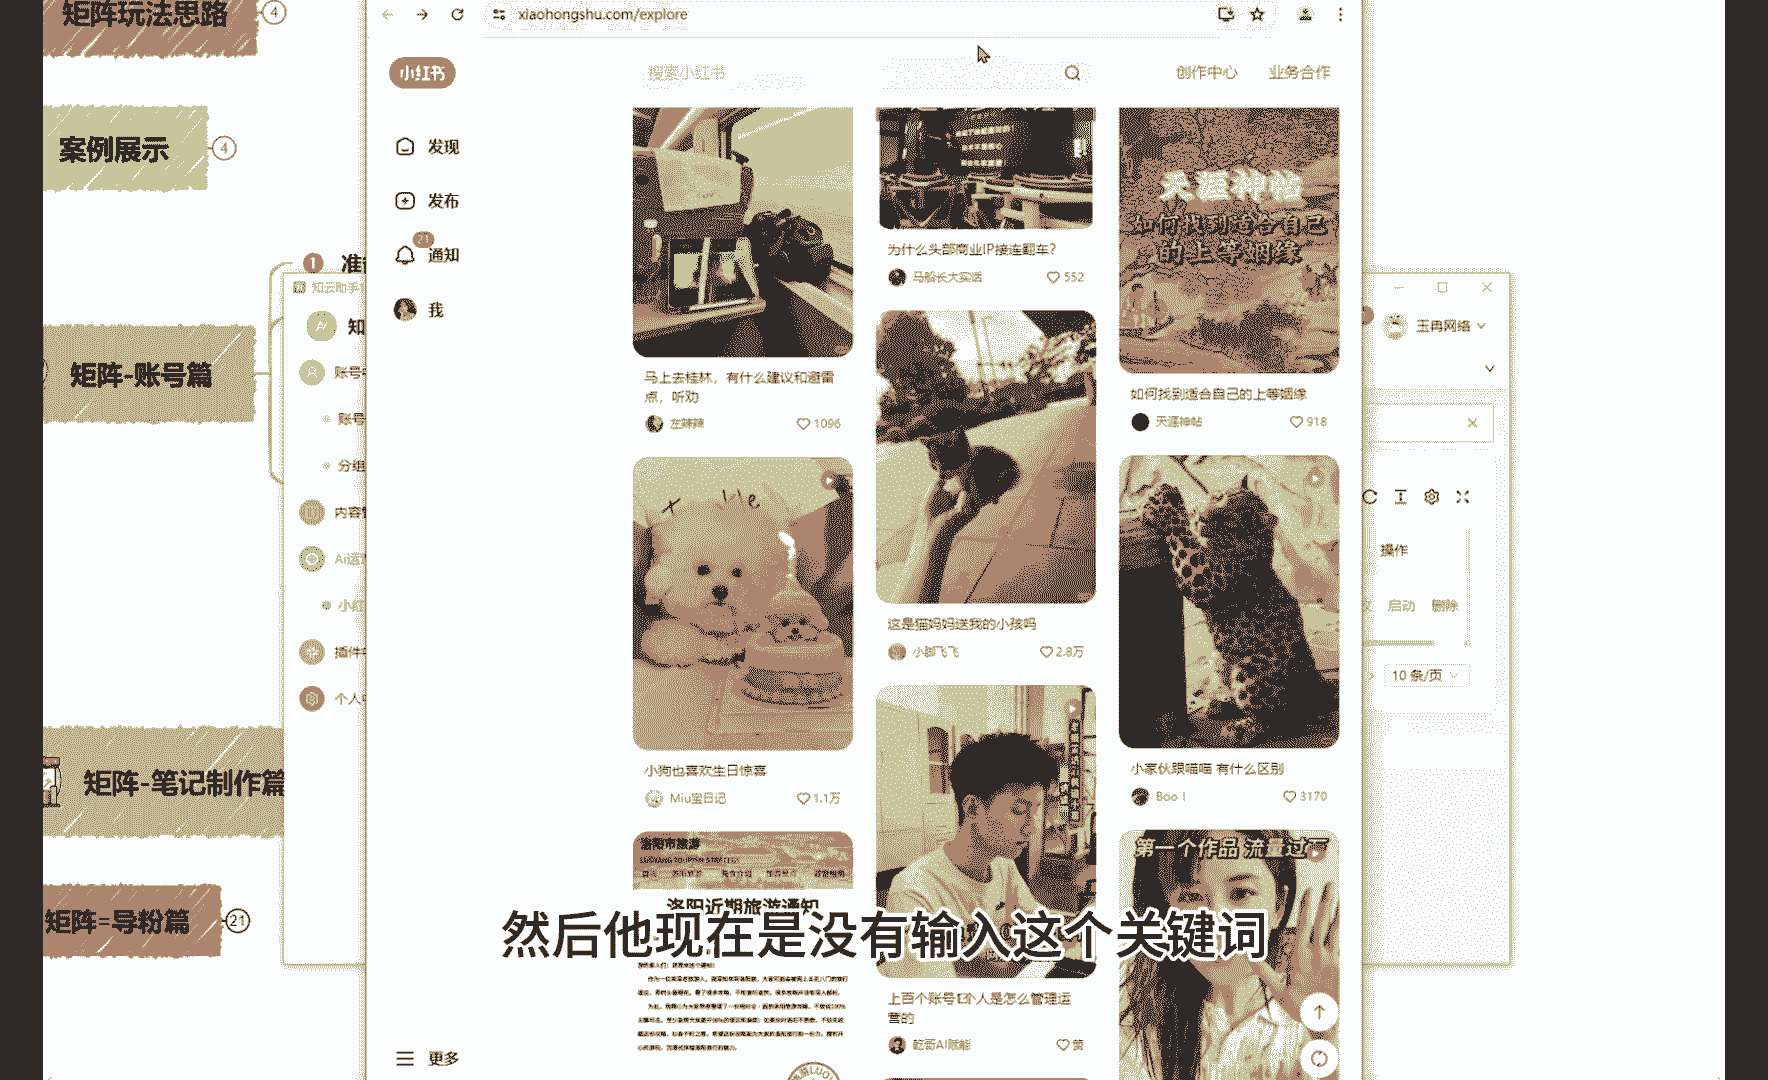 矩阵玩法思路
4
案例展示
4
1
准
矩阵-账号篇
矩阵-笔记制作篇
矩阵=导粉篇
21
知云助手
知
账号
账号
分组
内容
Ai运
小红
插件
个人
xiaohongshu.com/explore
小红书
搜索小红书
创作中心
业务合作
发现
发布
21
通知
我
更多
马上去桂林，有什么建议和避雷
点，听劝
左辣辣
1096
小狗也喜欢生日惊喜
Miu宝日记
1.1万
洛阳市旅游
LUOYANG TOURISM STRATEGY
洛阳近期旅游通知
为什么头部商业IP接连翻车？
马船长大实话
552
这是猫妈妈送我的小孩吗
小脚飞飞
2.8万
上百个账号1个人是怎么管理运
营的
乾哥AI赋能
赞
天涯神帖
如何找到适合自己
的上等姻缘
如何找到适合自己的上等姻缘
天涯神帖
918
小家伙跟喵喵 有什么区别
Boo！
3170
第一个作品 流量过
玉冉网络
操作
启动
删除
10 条/页
然后他现在是没有输入这个关键词